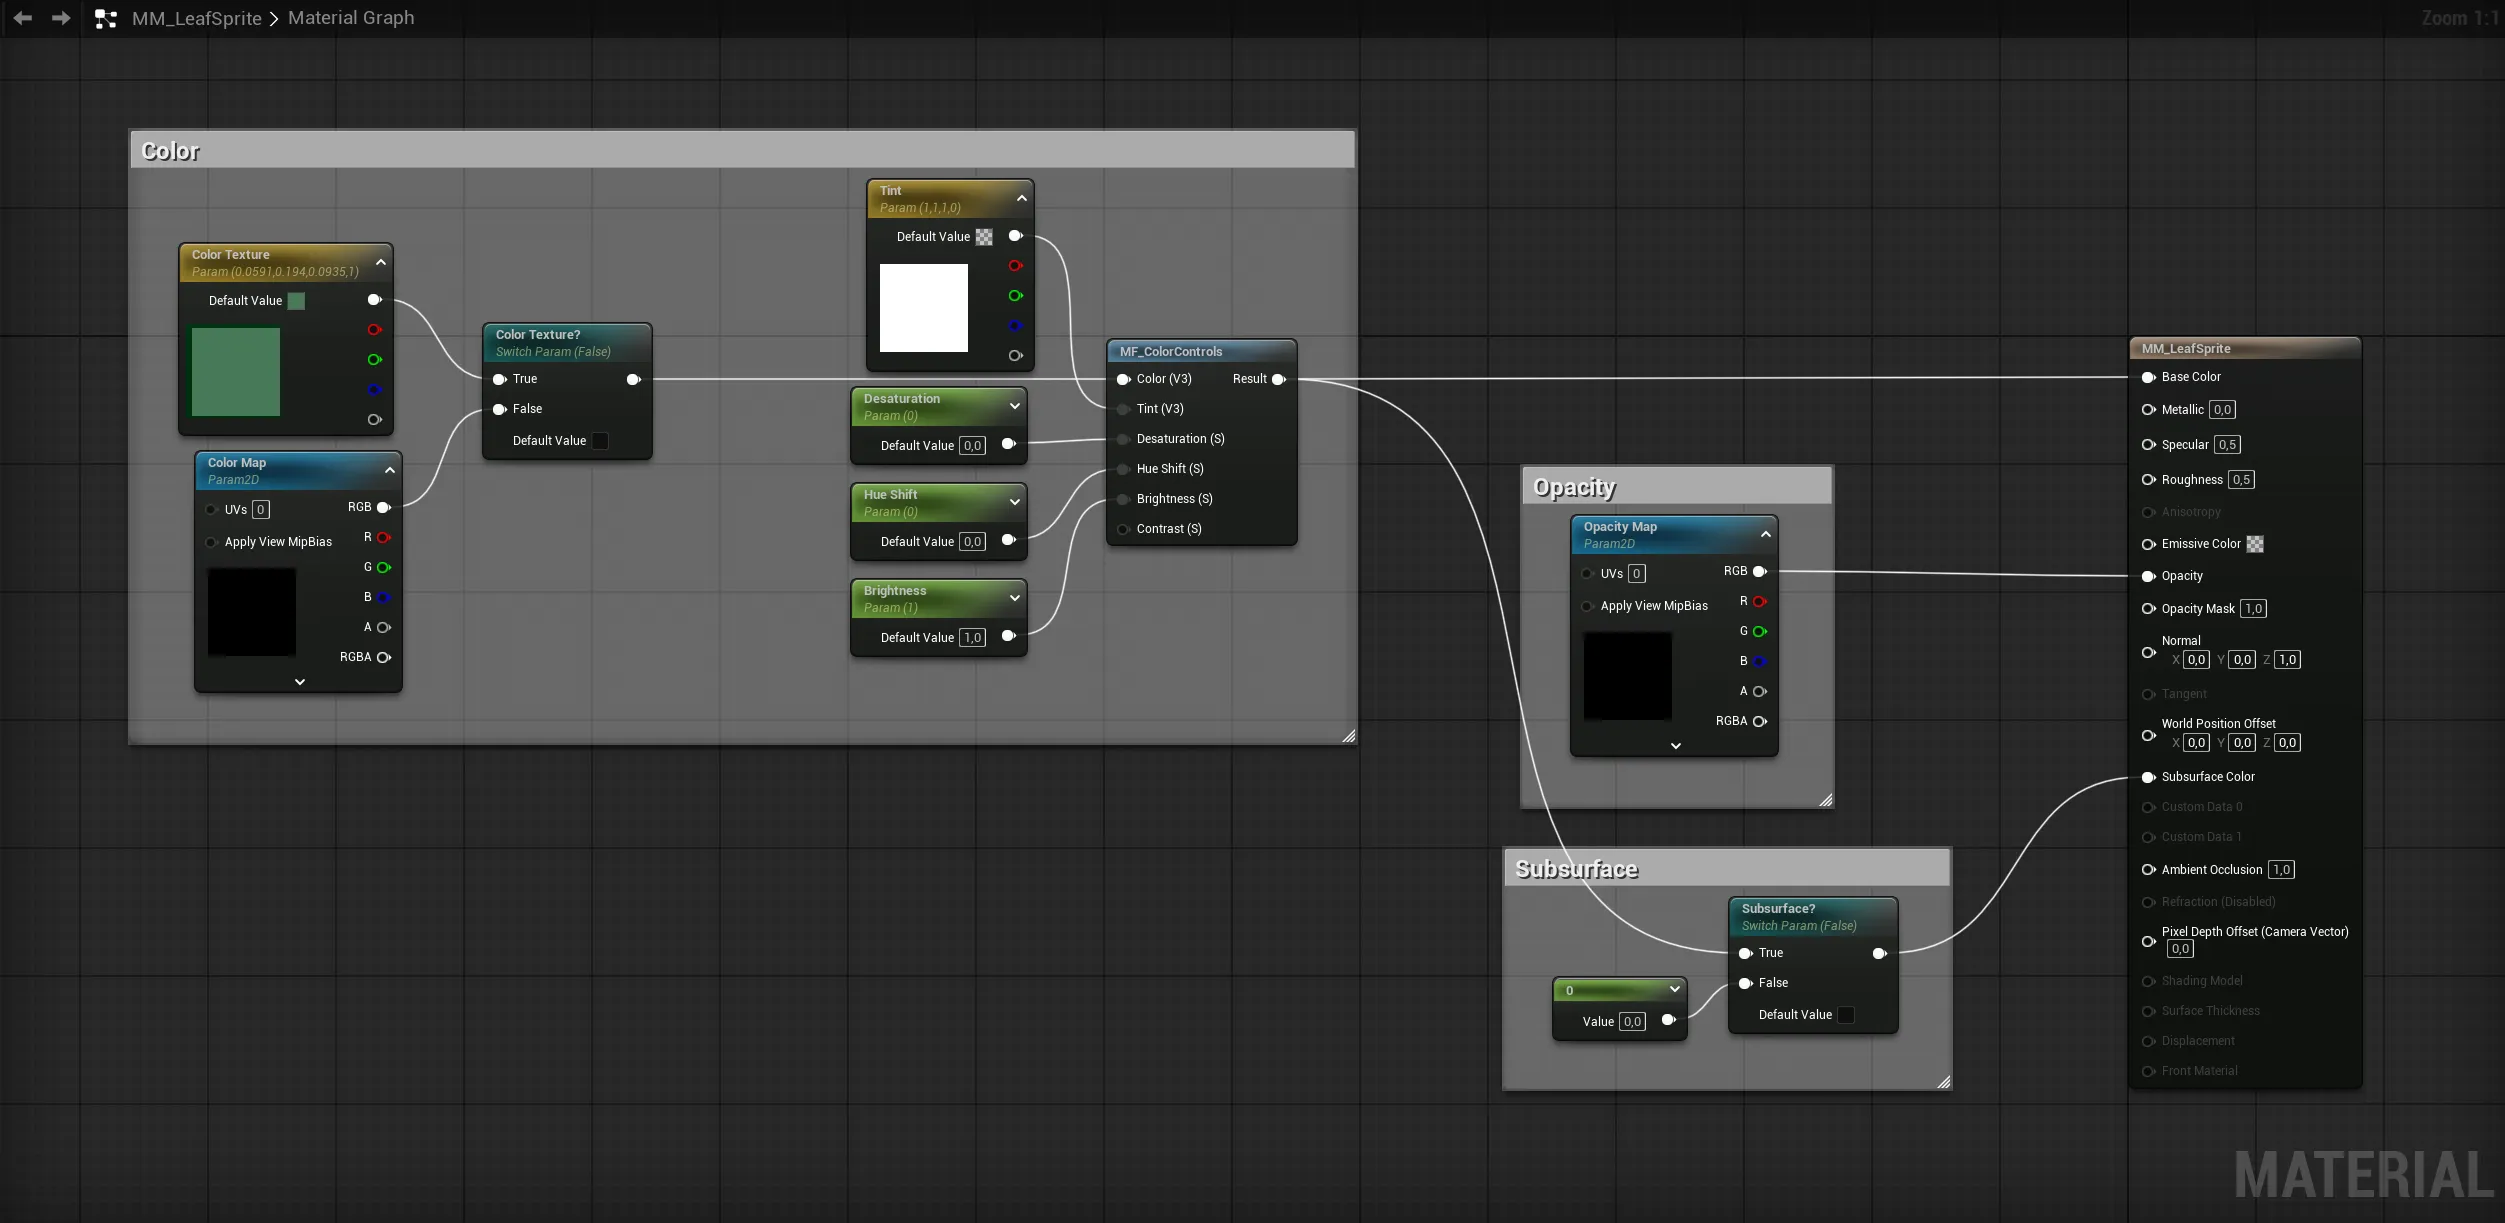 MM_LeafSprite > Material Graph
Zoom 1:1
Color
Color Texture
Param (0.0591,0.194,0.0935,1)
Default Value
Color Map
Param2D
UVs 0
RGB
Apply View MipBias
R
G
B
A
RGBA
Color Texture?
Switch Param (False)
True
False
Default Value
Tint
Param (1,1,1,0)
Default Value
Desaturation
Param (0)
Default Value 0,0
Hue Shift
Param (0)
Default Value 0,0
Brightness
Param (1)
Default Value 1,0
MF_ColorControls
Color (V3) Result
Tint (V3)
Desaturation (S)
Hue Shift (S)
Brightness (S)
Contrast (S)
Opacity
Opacity Map
Param2D
UVs 0
RGB
Apply View MipBias
R
G
B
A
RGBA
Subsurface
0
Value 0,0
Subsurface?
Switch Param (False)
True
False
Default Value
MM_LeafSprite
Base Color
Metallic 0,0
Specular 0,5
Roughness 0,5
Anisotropy
Emissive Color
Opacity
Opacity Mask 1,0
Normal
X 0,0 Y 0,0 Z 1,0
Tangent
World Position Offset
X 0,0 Y 0,0 Z 0,0
Subsurface Color
Custom Data 0
Custom Data 1
Ambient Occlusion 1,0
Refraction (Disabled)
Pixel Depth Offset (Camera Vector)
0,0
Shading Model
Surface Thickness
Displacement
Front Material
MATERIAL